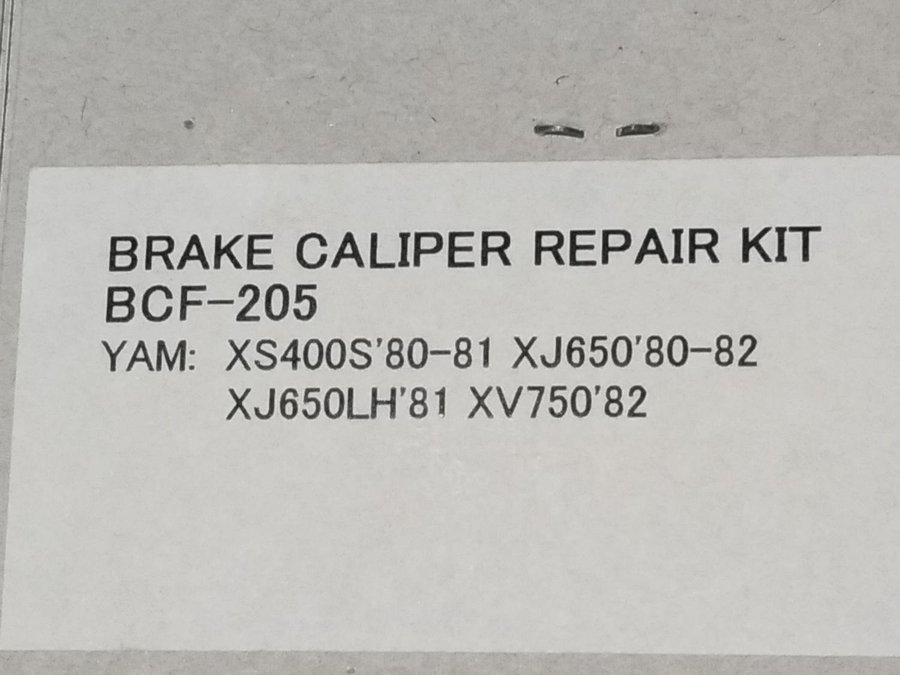 BRAKE CALIPER REPAIR KIT
BCF-205
YAM: XS400S'80-81 XJ650'80-82
XJ650LH'81 XV750'82